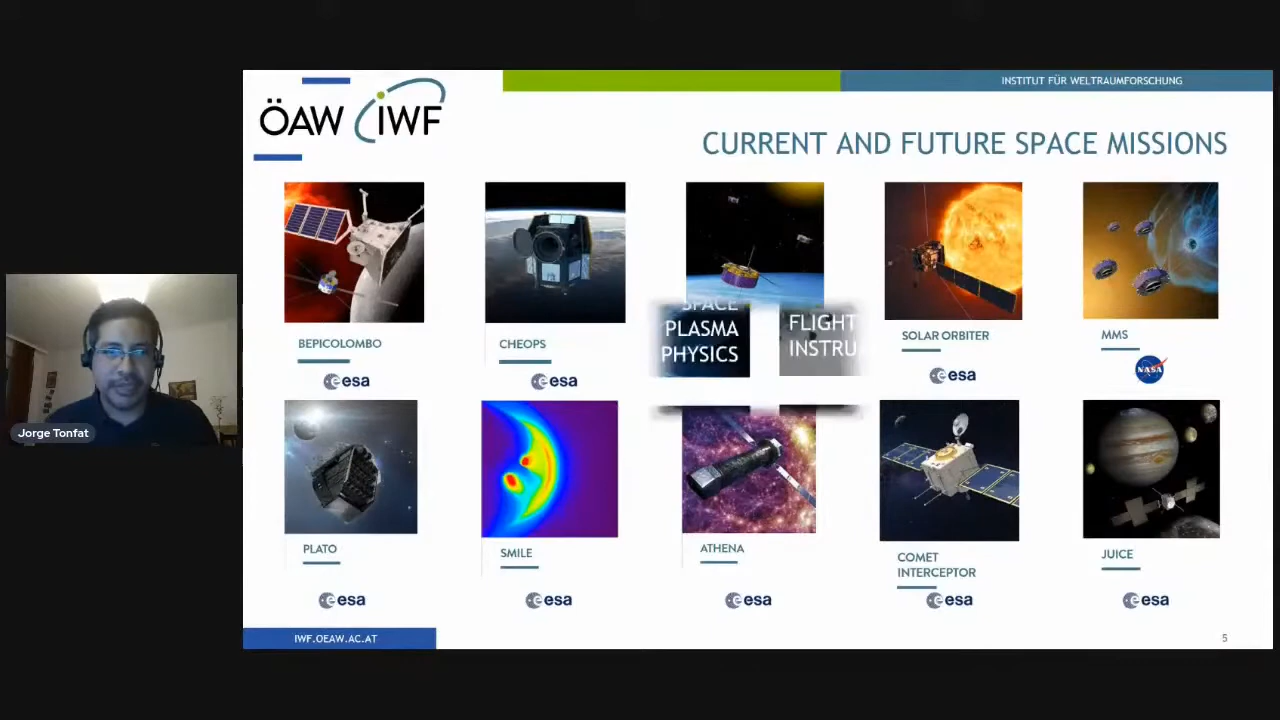 ÖAW IWF
INSTITUT FÜR WELTRAUMFORSCHUNG
CURRENT AND FUTURE SPACE MISSIONS
BEPICOLOMBO
esa
CHEOPS
esa
SPACE
PLASMA
PHYSICS
FLIGHT
INSTRU
SOLAR ORBITER
esa
MMS
NASA
Jorge Tonfat
PLATO
esa
SMILE
esa
ATHENA
esa
COMET
INTERCEPTOR
esa
JUICE
esa
IWF.OEAW.AC.AT
5